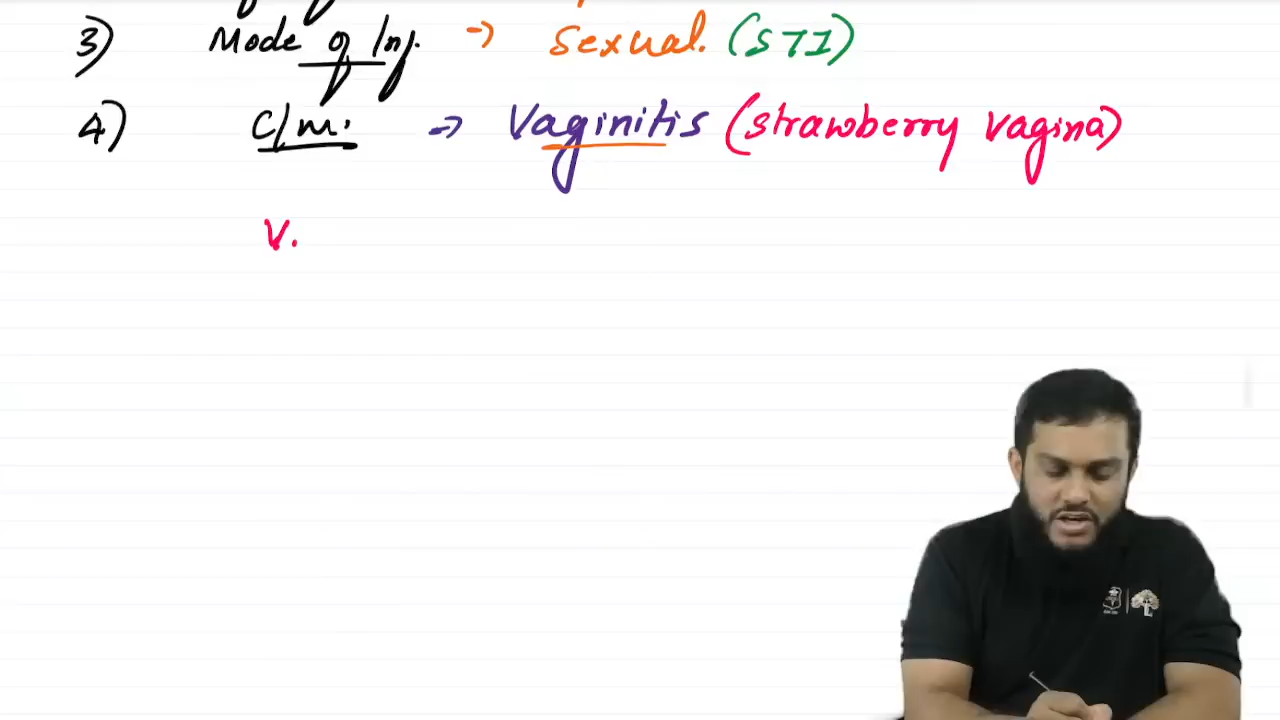 3) Mode of Inf. → Sexual. (STI)
4) C/m. → Vaginitis (strawberry vagina)
V.